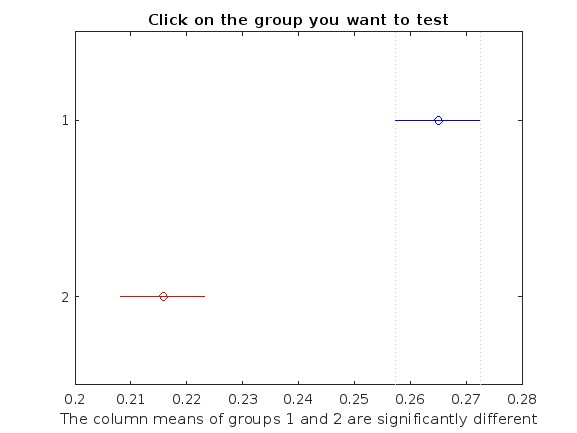 Click on the group you want to test
1
2
0.2 0.21 0.22 0.23 0.24 0.25 0.26 0.27 0.28
The column means of groups 1 and 2 are significantly different